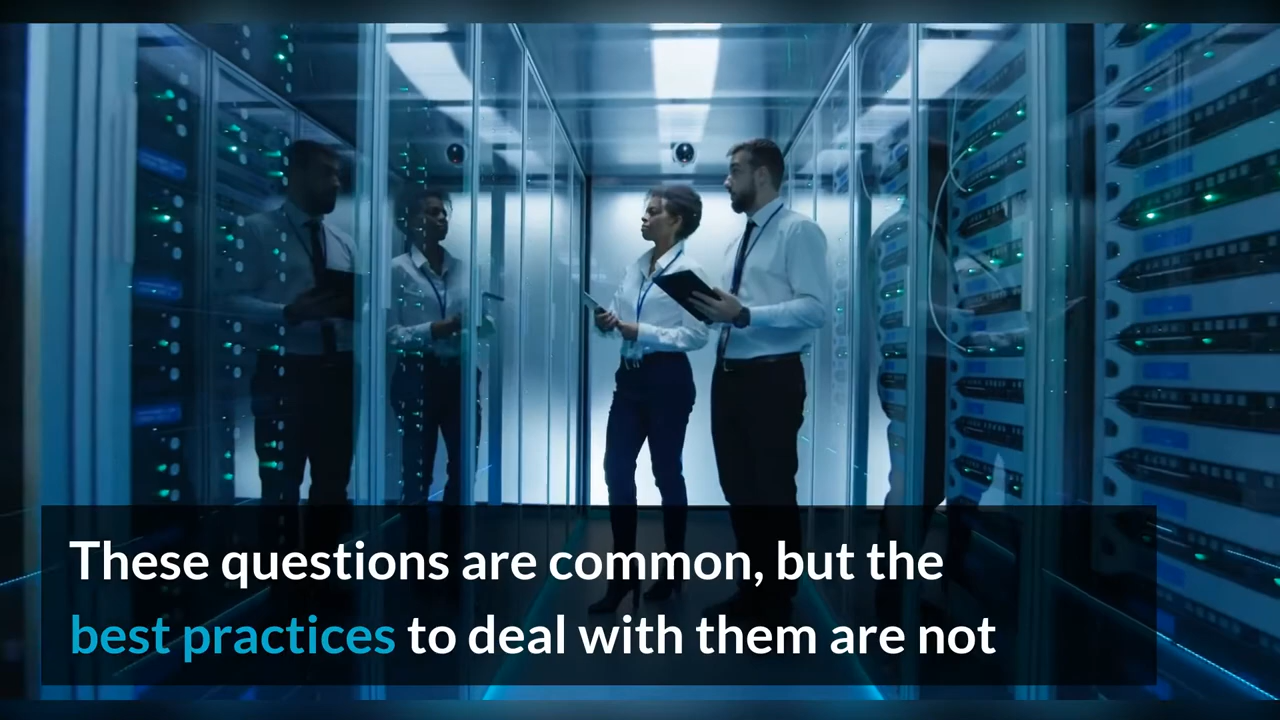 These questions are common, but the
best practices to deal with them are not